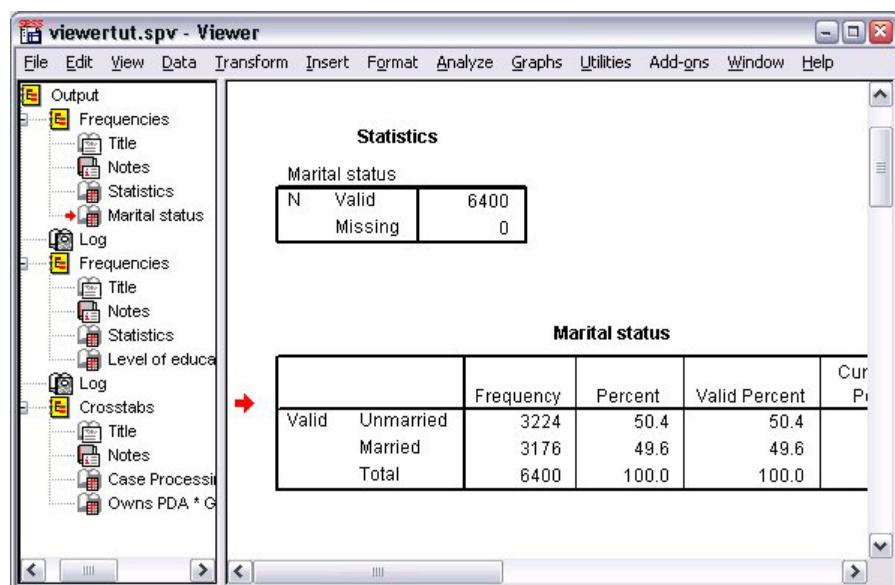 viewertut.spv - Viewer
File Edit View Data Transform Insert Format Analyze Graphs Utilities Add-ons Window Help
Output
Frequencies
Title
Notes
Statistics
Marital status
Log
Frequencies
Title
Notes
Statistics
Level of educa
Log
Crosstabs
Title
Notes
Case Processi
Owns PDA * G
Statistics
Marital status
N Valid 6400
Missing 0
Marital status
Cur
Frequency Percent Valid Percent P
Valid Unmarried 3224 50.4 50.4
Married 3176 49.6 49.6
Total 6400 100.0 100.0